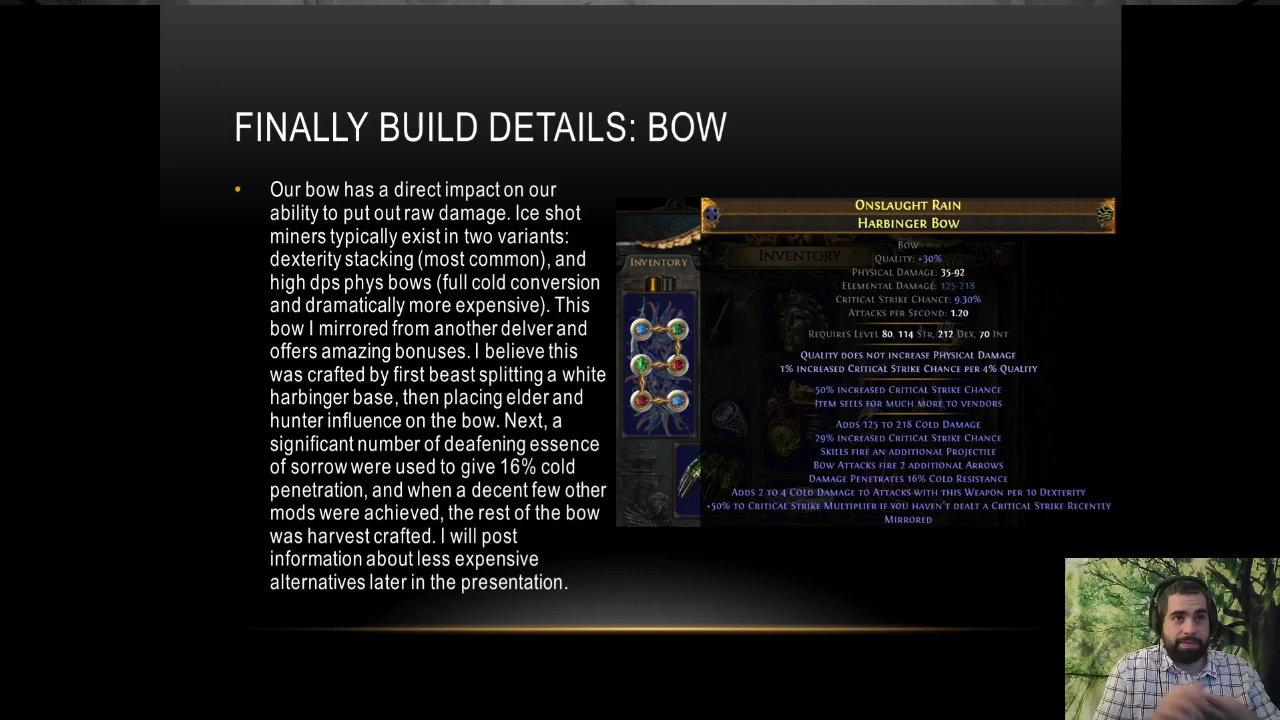 FINALLY BUILD DETAILS: BOW
• Our bow has a direct impact on our
ability to put out raw damage. Ice shot
miners typically exist in two variants:
dexterity stacking (most common), and
high dps phys bows (full cold conversion
and dramatically more expensive). This
bow I mirrored from another delver and
offers amazing bonuses. I believe this
was crafted by first beast splitting a white
harbinger base, then placing elder and
hunter influence on the bow. Next, a
significant number of deafening essence
of sorrow were used to give 16% cold
penetration, and when a decent few other
mods were achieved, the rest of the bow
was harvest crafted. I will post
information about less expensive
alternatives later in the presentation.
INVENTORY
INVENTORY
ONSLAUGHT RAIN
HARBINGER BOW
BOW
QUALITY: +30%
PHYSICAL DAMAGE: 35-92
ELEMENTAL DAMAGE: 125-218
CRITICAL STRIKE CHANCE: 9.30%
ATTACKS PER SECOND: 1.20
REQUIRES LEVEL 80, 114 STR, 212 DEX, 70 INT
QUALITY DOES NOT INCREASE PHYSICAL DAMAGE
1% INCREASED CRITICAL STRIKE CHANCE PER 4% QUALITY
50% INCREASED CRITICAL STRIKE CHANCE
ITEM SELLS FOR MUCH MORE TO VENDORS
ADDS 125 TO 218 COLD DAMAGE
29% INCREASED CRITICAL STRIKE CHANCE
SKILLS FIRE AN ADDITIONAL PROJECTILE
BOW ATTACKS FIRE 2 ADDITIONAL ARROWS
DAMAGE PENETRATES 16% COLD RESISTANCE
ADDS 2 TO 4 COLD DAMAGE TO ATTACKS WITH THIS WEAPON PER 10 DEXTERITY
+50% TO CRITICAL STRIKE MULTIPLIER IF YOU HAVEN'T DEALT A CRITICAL STRIKE RECENTLY
MIRRORED